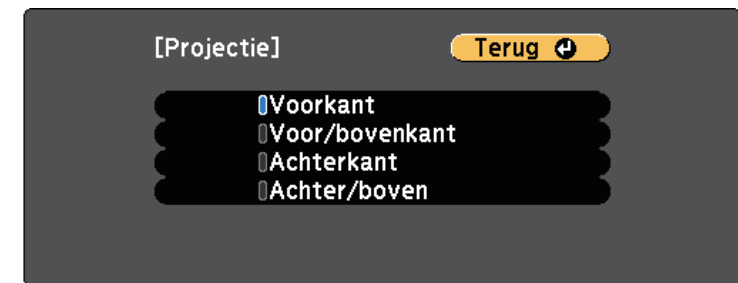 [Projectie] Terug
Voorkant
Voor/bovenkant
Achterkant
Achter/boven